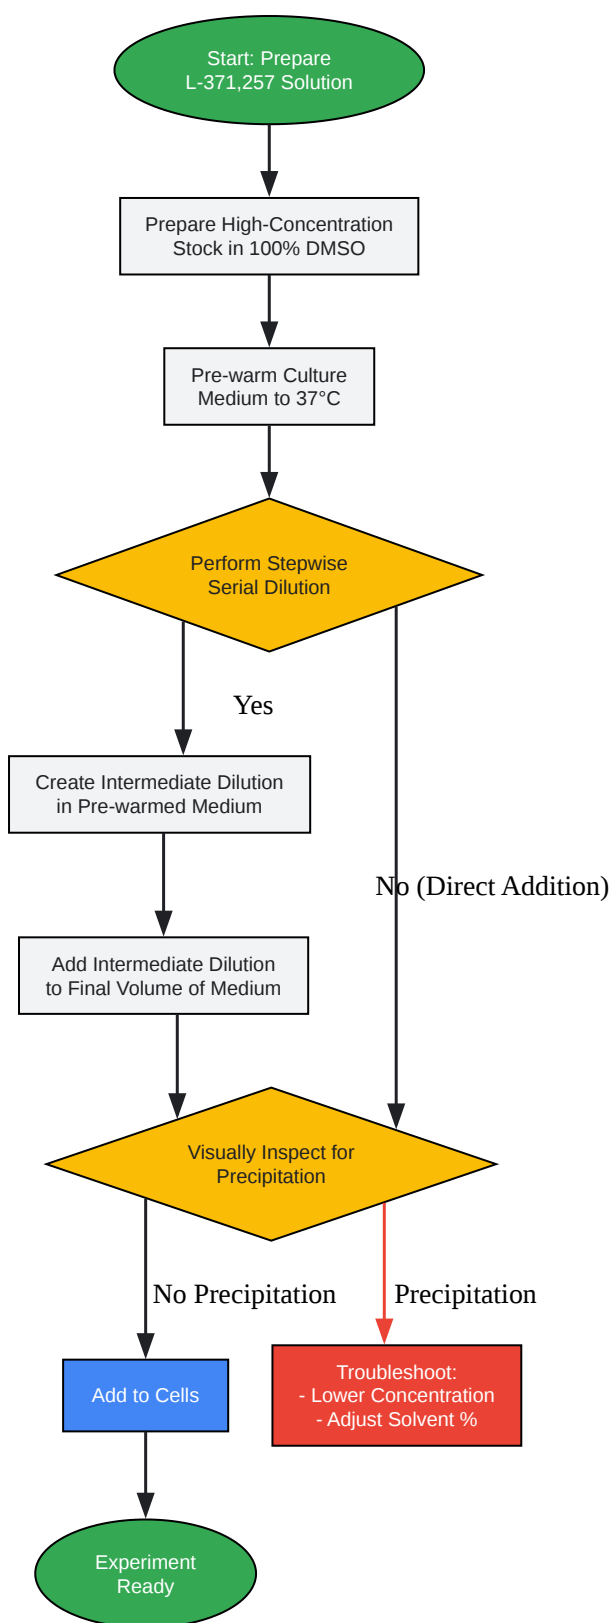 Start: Prepare
L-371,257 Solution
Prepare High-Concentration
Stock in 100% DMSO
Pre-warm Culture
Medium to 37°C
Perform Stepwise
Serial Dilution
Yes
Create Intermediate Dilution
in Pre-warmed Medium
No (Direct Addition)
Add Intermediate Dilution
to Final Volume of Medium
Visually Inspect for
Precipitation
No Precipitation
Precipitation
Add to Cells
Troubleshoot:
- Lower Concentration
- Adjust Solvent %
Experiment
Ready